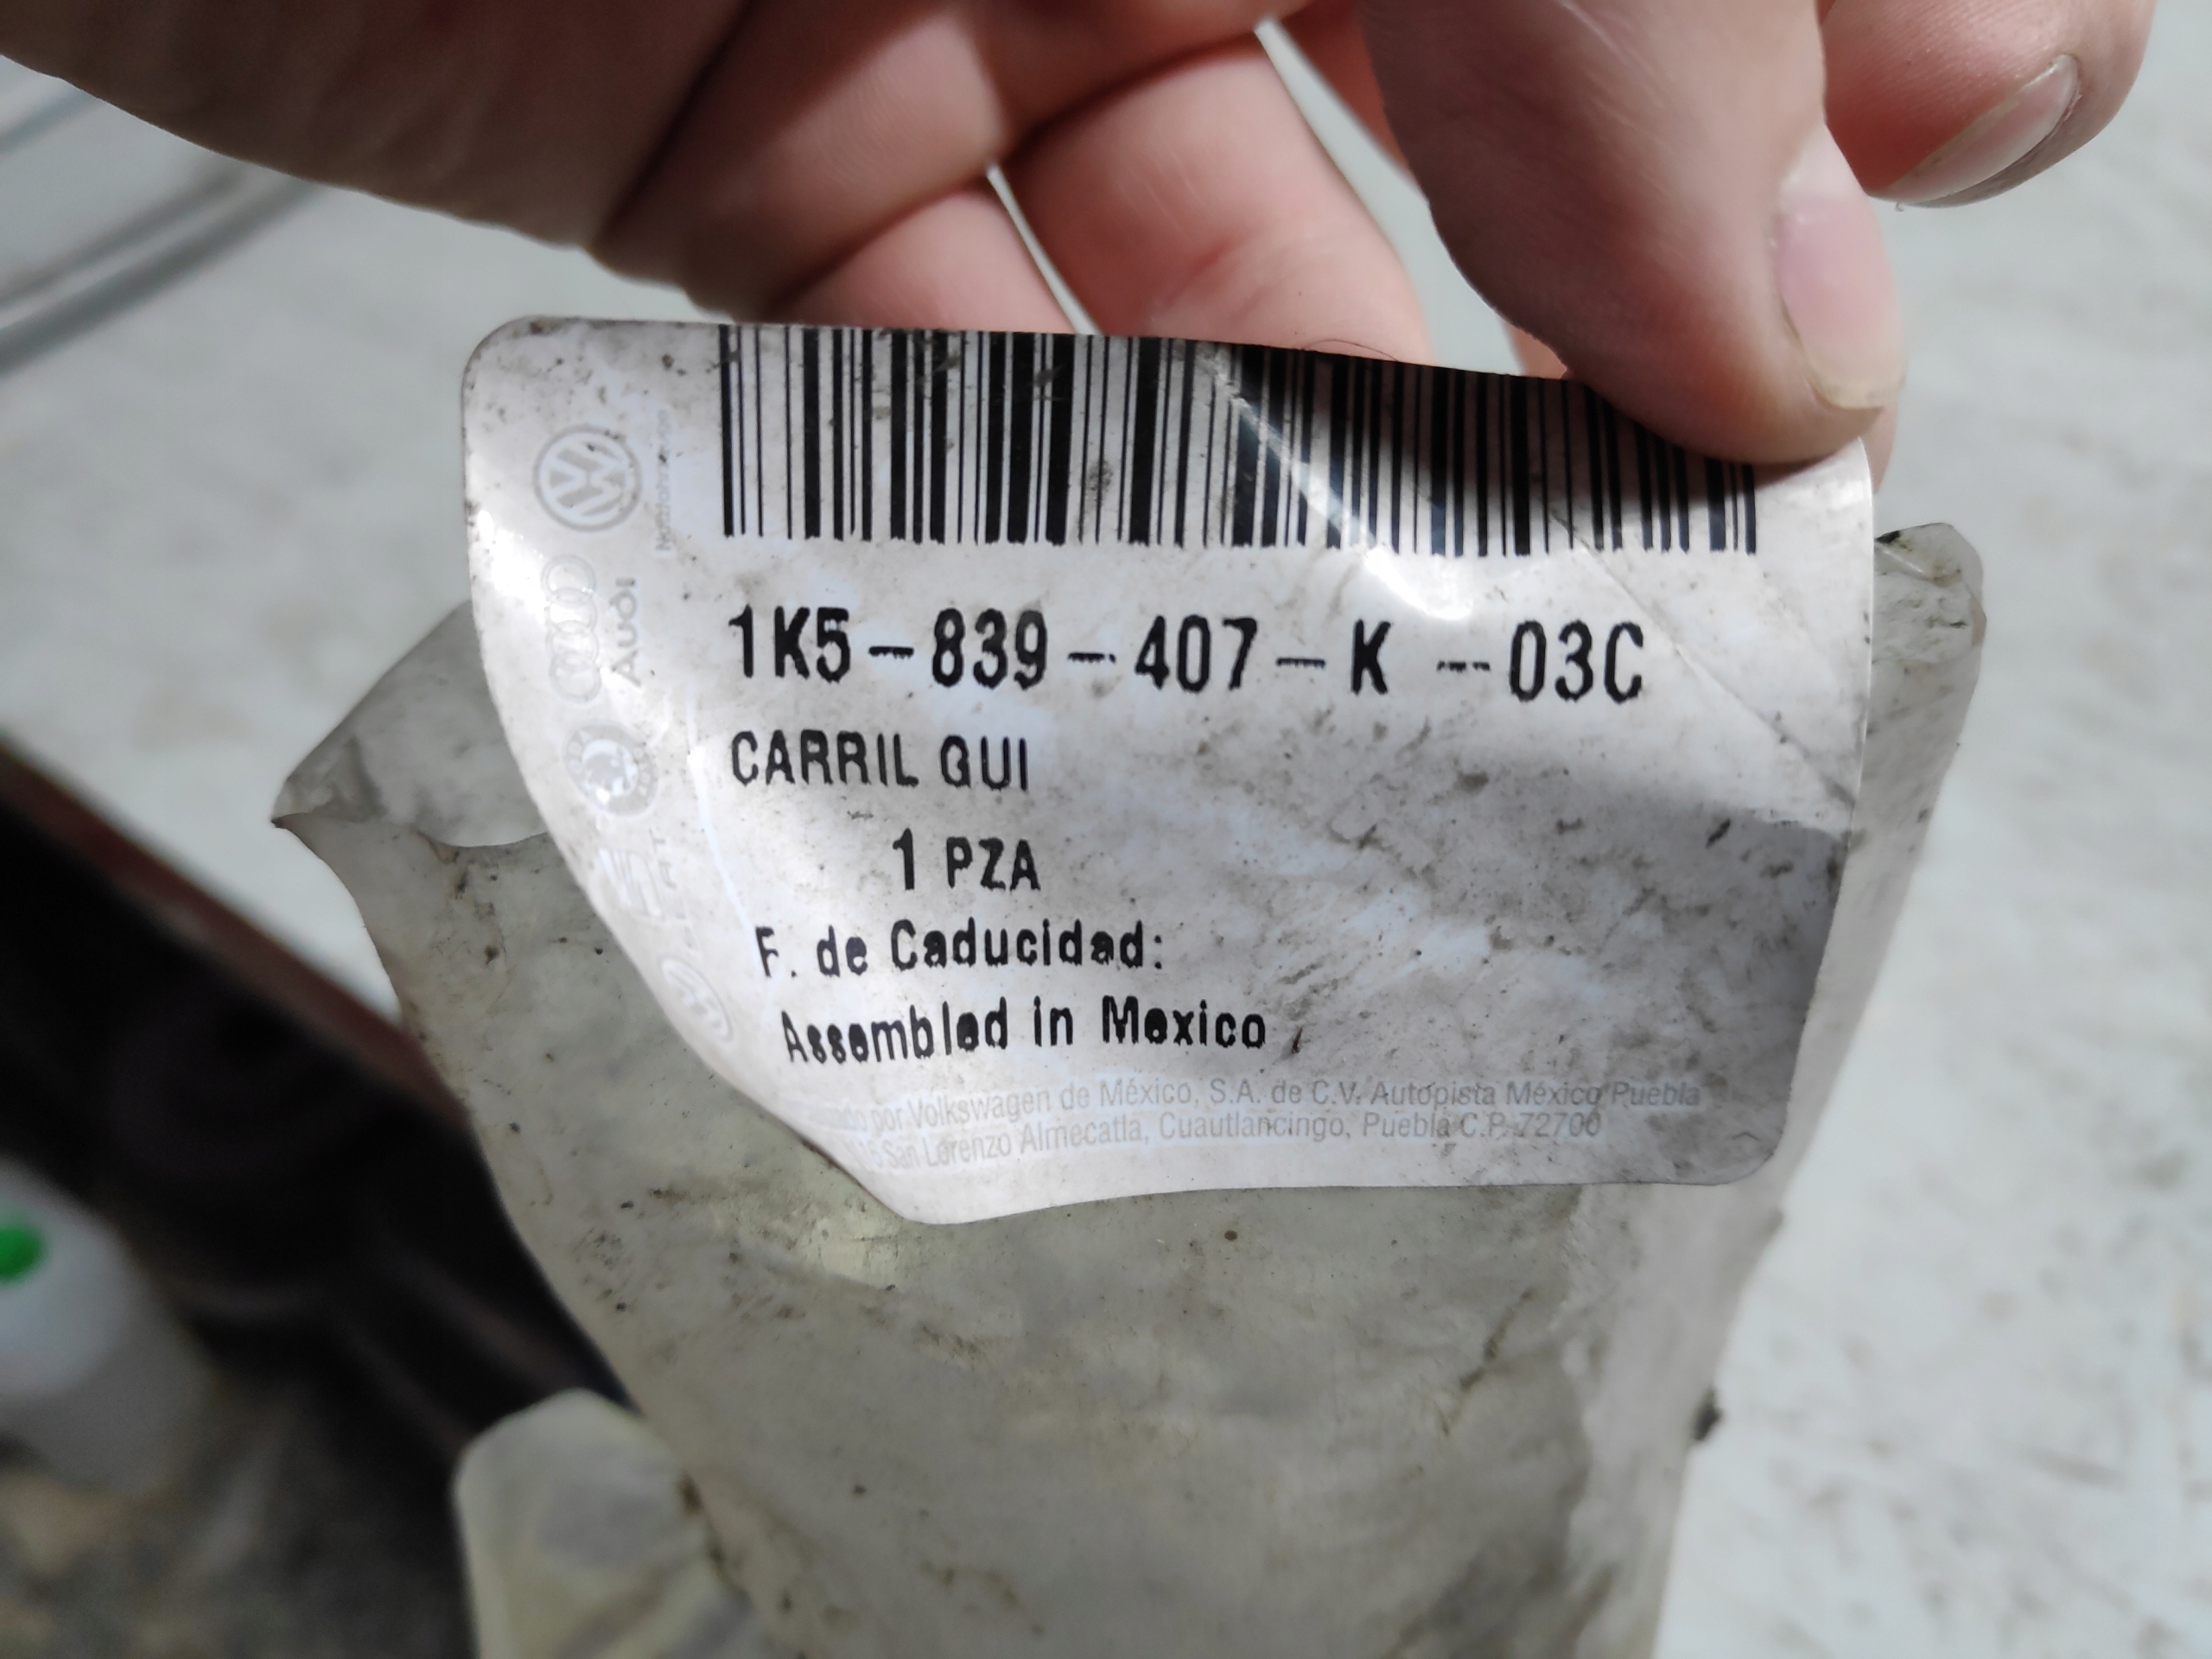 1K5-839-407-K --03C
CARRIL GUI
1 PZA
F. de Caducidad:
Assembled in Mexico
por Volkswagen de México, S.A. de C.V. Autopista México Puebla
San Lorenzo Almecatla, Cuautlancingo, Puebla C.P. 72700
Audi